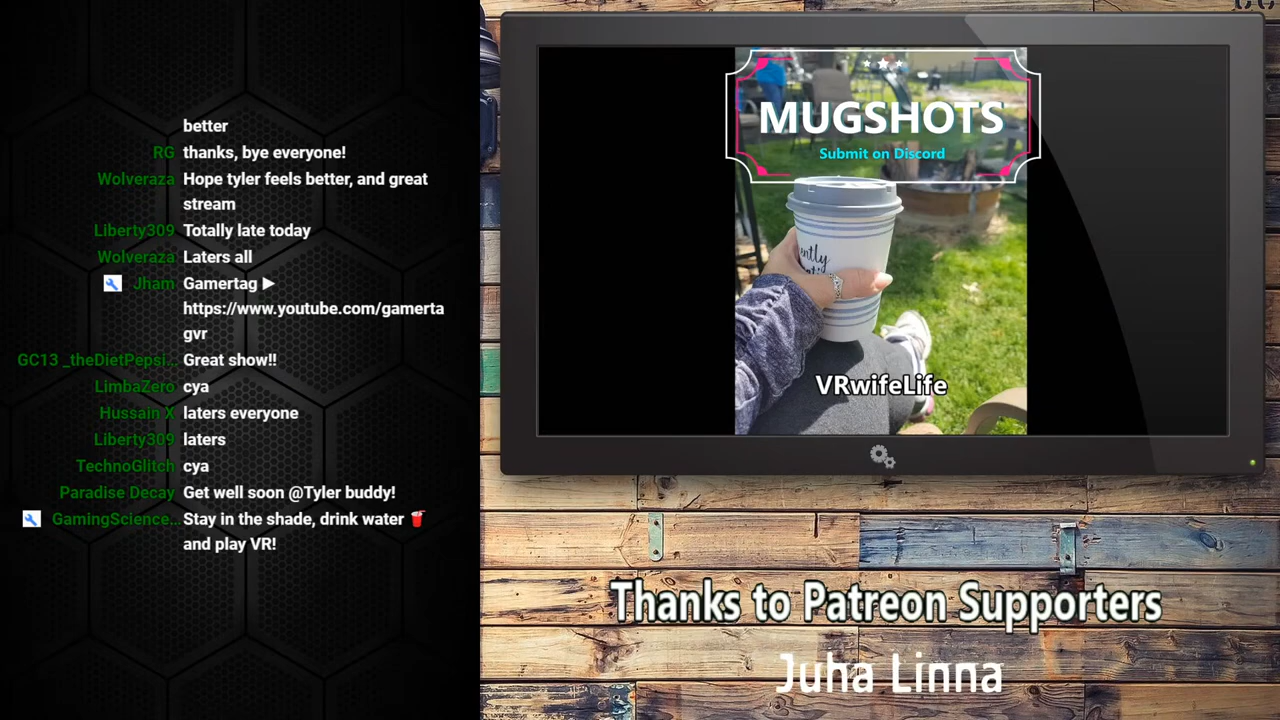 better
RG thanks, bye everyone!
Wolveraza Hope tyler feels better, and great
stream
Liberty309 Totally late today
Wolveraza Laters all
Jham Gamertag ▶
https://www.youtube.com/gamerta
gvr
GC13 _theDietPepsi... Great show!!
LimbaZero cya
Hussain X laters everyone
Liberty309 laters
TechnoGlitch cya
Paradise Decay Get well soon @Tyler buddy!
GamingScience... Stay in the shade, drink water 🥤
and play VR!
MUGSHOTS
Submit on Discord
VRwifeLife
Thanks to Patreon Supporters
Juha Linna